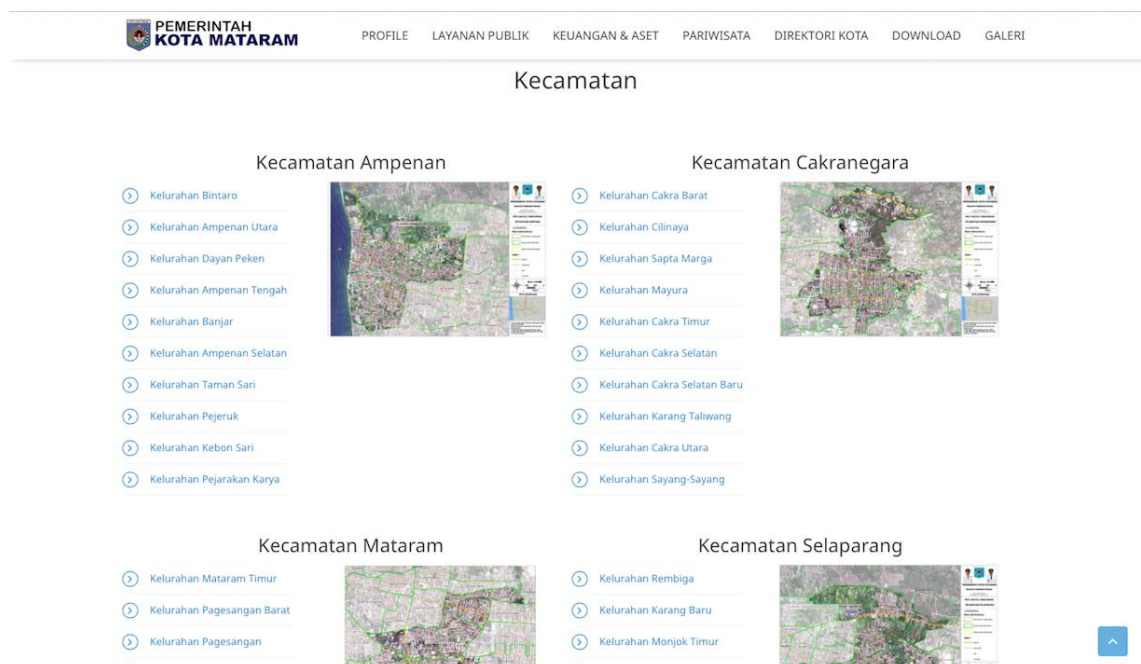 PEMERINTAH
KOTA MATARAM
PROFILE LAYANAN PUBLIK KEUANGAN & ASET PARIWISATA DIREKTORI KOTA DOWNLOAD GALERI
Kecamatan
Kecamatan Ampenan
Kelurahan Bintaro
Kelurahan Ampenan Utara
Kelurahan Dayan Peken
Kelurahan Ampenan Tengah
Kelurahan Banjar
Kelurahan Ampenan Selatan
Kelurahan Taman Sari
Kelurahan Pejeruk
Kelurahan Kebon Sari
Kelurahan Pejarakan Karya
Kecamatan Cakranegara
Kelurahan Cakra Barat
Kelurahan Cilinaya
Kelurahan Sapta Marga
Kelurahan Mayura
Kelurahan Cakra Timur
Kelurahan Cakra Selatan
Kelurahan Cakra Selatan Baru
Kelurahan Karang Taliwang
Kelurahan Cakra Utara
Kelurahan Sayang-Sayang
Kecamatan Mataram
Kelurahan Mataram Timur
Kelurahan Pagesangan Barat
Kelurahan Pagesangan
Kecamatan Selaparang
Kelurahan Rembiga
Kelurahan Karang Baru
Kelurahan Monjok Timur